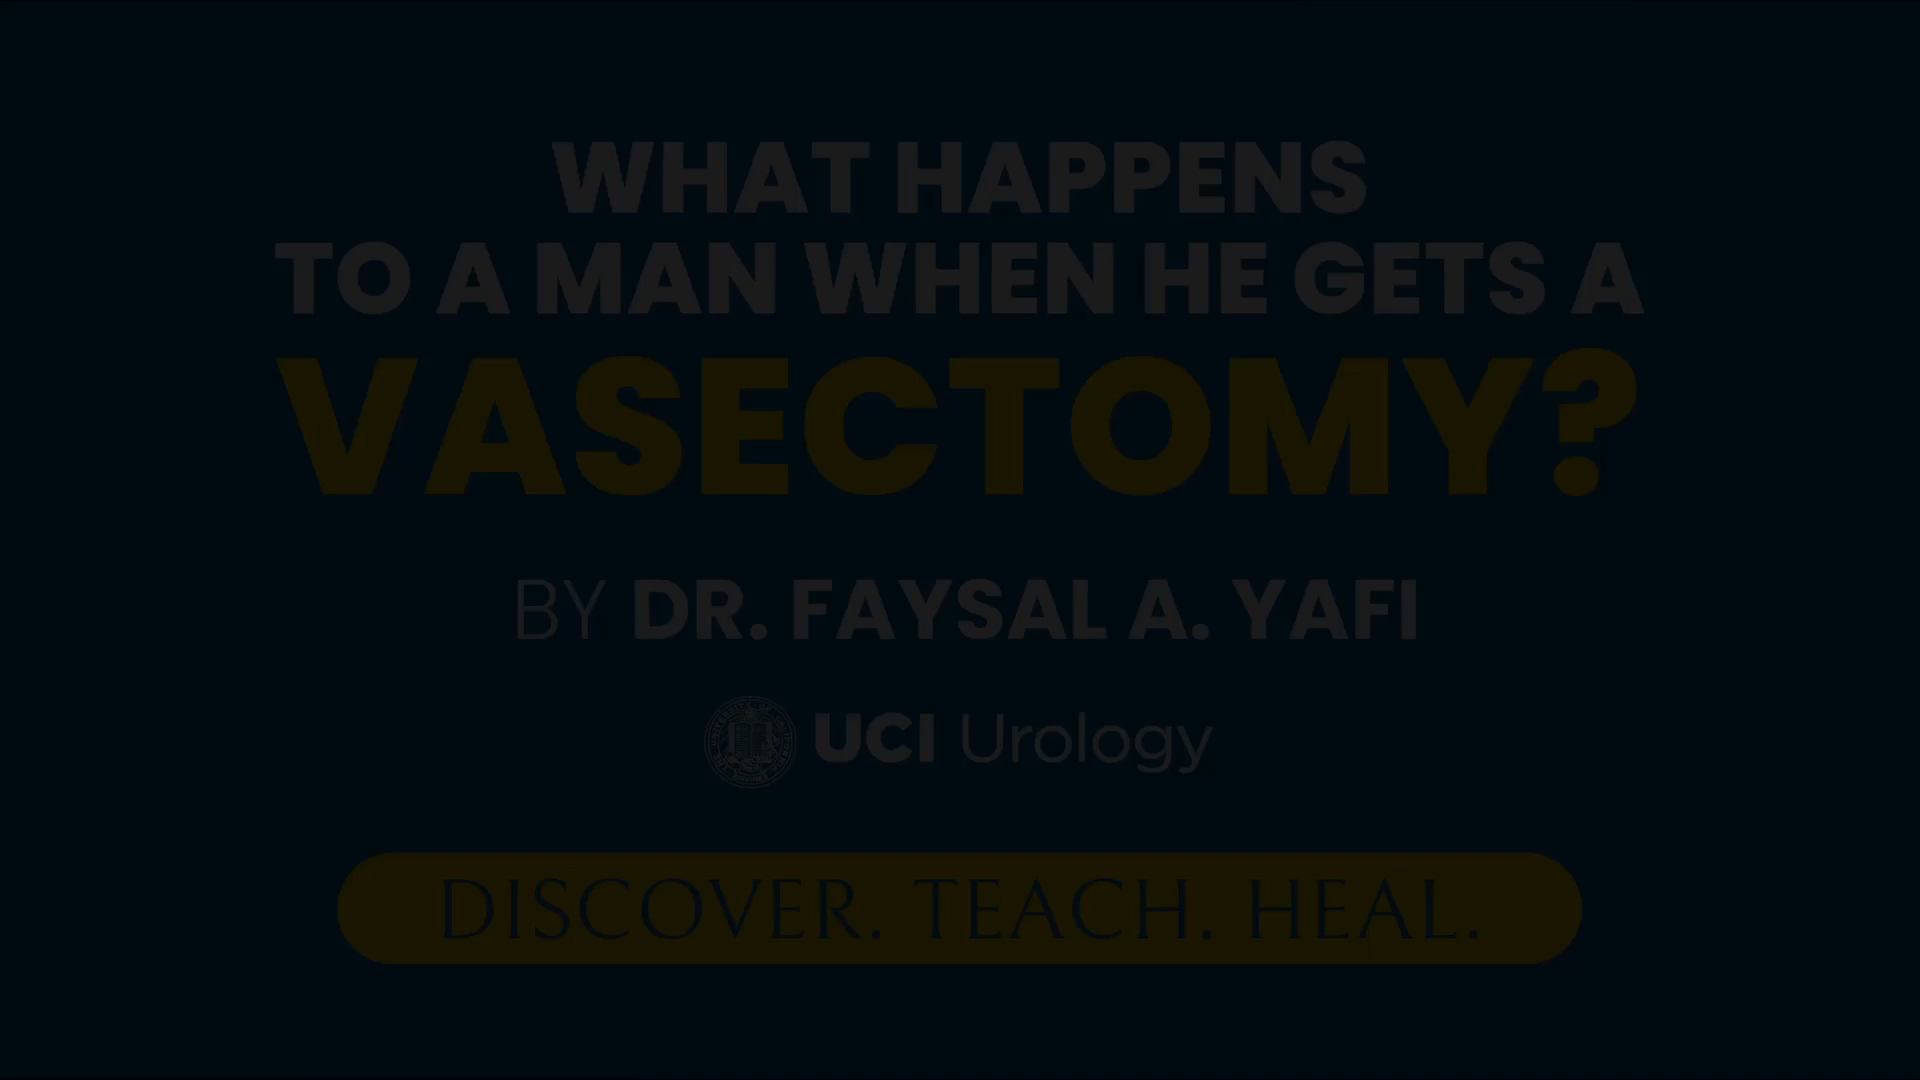 WHAT HAPPENS
TO A MAN WHEN HE GETS A
VASECTOMY?
BY DR. FAYSAL A. YAFI
UCI Urology
DISCOVER. TEACH. HEAL.